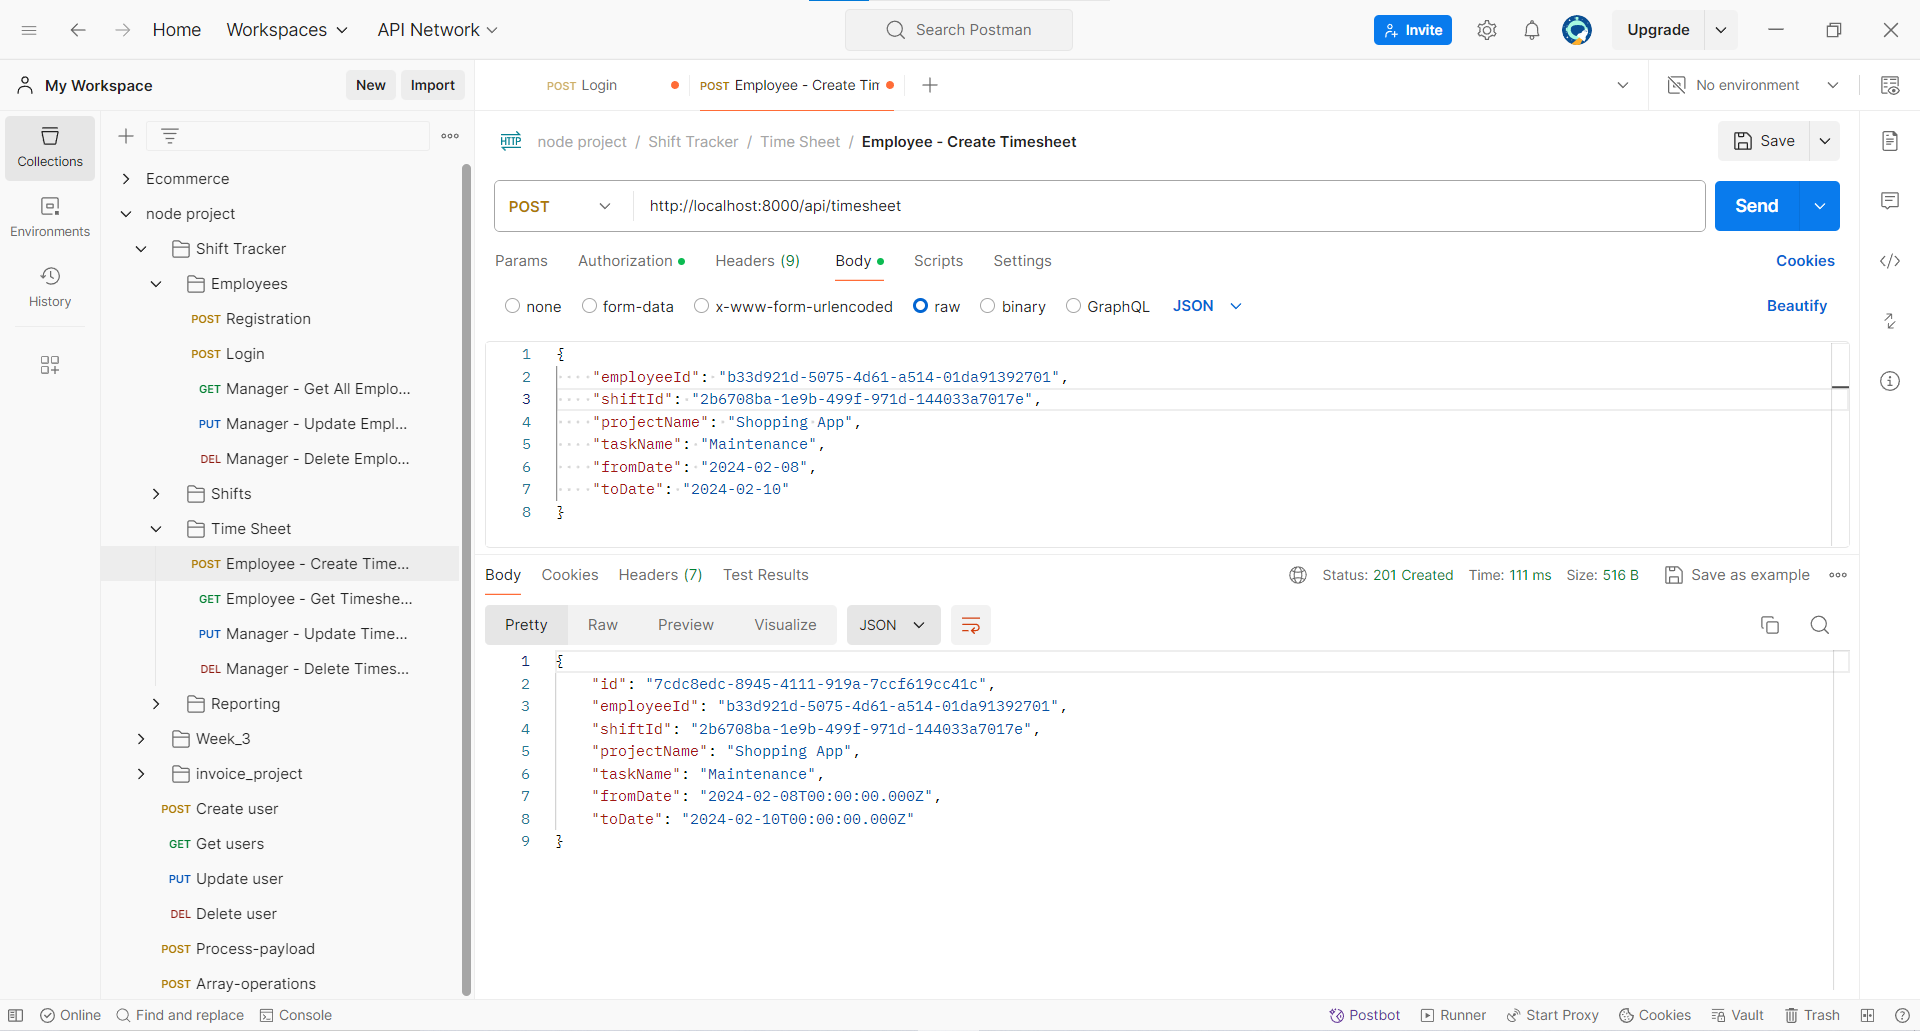 Home Workspaces API Network Search Postman Invite Upgrade
My Workspace New Import POST Login POST Employee - Create Tim No environment
Collections
Environments
History
Ecommerce
node project
Shift Tracker
Employees
POST Registration
POST Login
GET Manager - Get All Emplo...
PUT Manager - Update Empl...
DEL Manager - Delete Emplo...
Shifts
Time Sheet
POST Employee - Create Time...
GET Employee - Get Timeshe...
PUT Manager - Update Time...
DEL Manager - Delete Times...
Reporting
Week_3
invoice_project
POST Create user
GET Get users
PUT Update user
DEL Delete user
POST Process-payload
POST Array-operations
HTTP node project / Shift Tracker / Time Sheet / Employee - Create Timesheet Save
POST http://localhost:8000/api/timesheet Send
Params Authorization Headers (9) Body Scripts Settings Cookies
none form-data x-www-form-urlencoded raw binary GraphQL JSON Beautify
1 {
2 "employeeId": "b33d921d-5075-4d61-a514-01da91392701",
3 "shiftId": "2b6708ba-1e9b-499f-971d-144033a7017e",
4 "projectName": "Shopping App",
5 "taskName": "Maintenance",
6 "fromDate": "2024-02-08",
7 "toDate": "2024-02-10"
8 }
Body Cookies Headers (7) Test Results Status: 201 Created Time: 111 ms Size: 516 B Save as example
Pretty Raw Preview Visualize JSON
1 {
2 "id": "7cdc8edc-8945-4111-919a-7ccf619cc41c",
3 "employeeId": "b33d921d-5075-4d61-a514-01da91392701",
4 "shiftId": "2b6708ba-1e9b-499f-971d-144033a7017e",
5 "projectName": "Shopping App",
6 "taskName": "Maintenance",
7 "fromDate": "2024-02-08T00:00:00.000Z",
8 "toDate": "2024-02-10T00:00:00.000Z"
9 }
Online Find and replace Console Postbot Runner Start Proxy Cookies Vault Trash